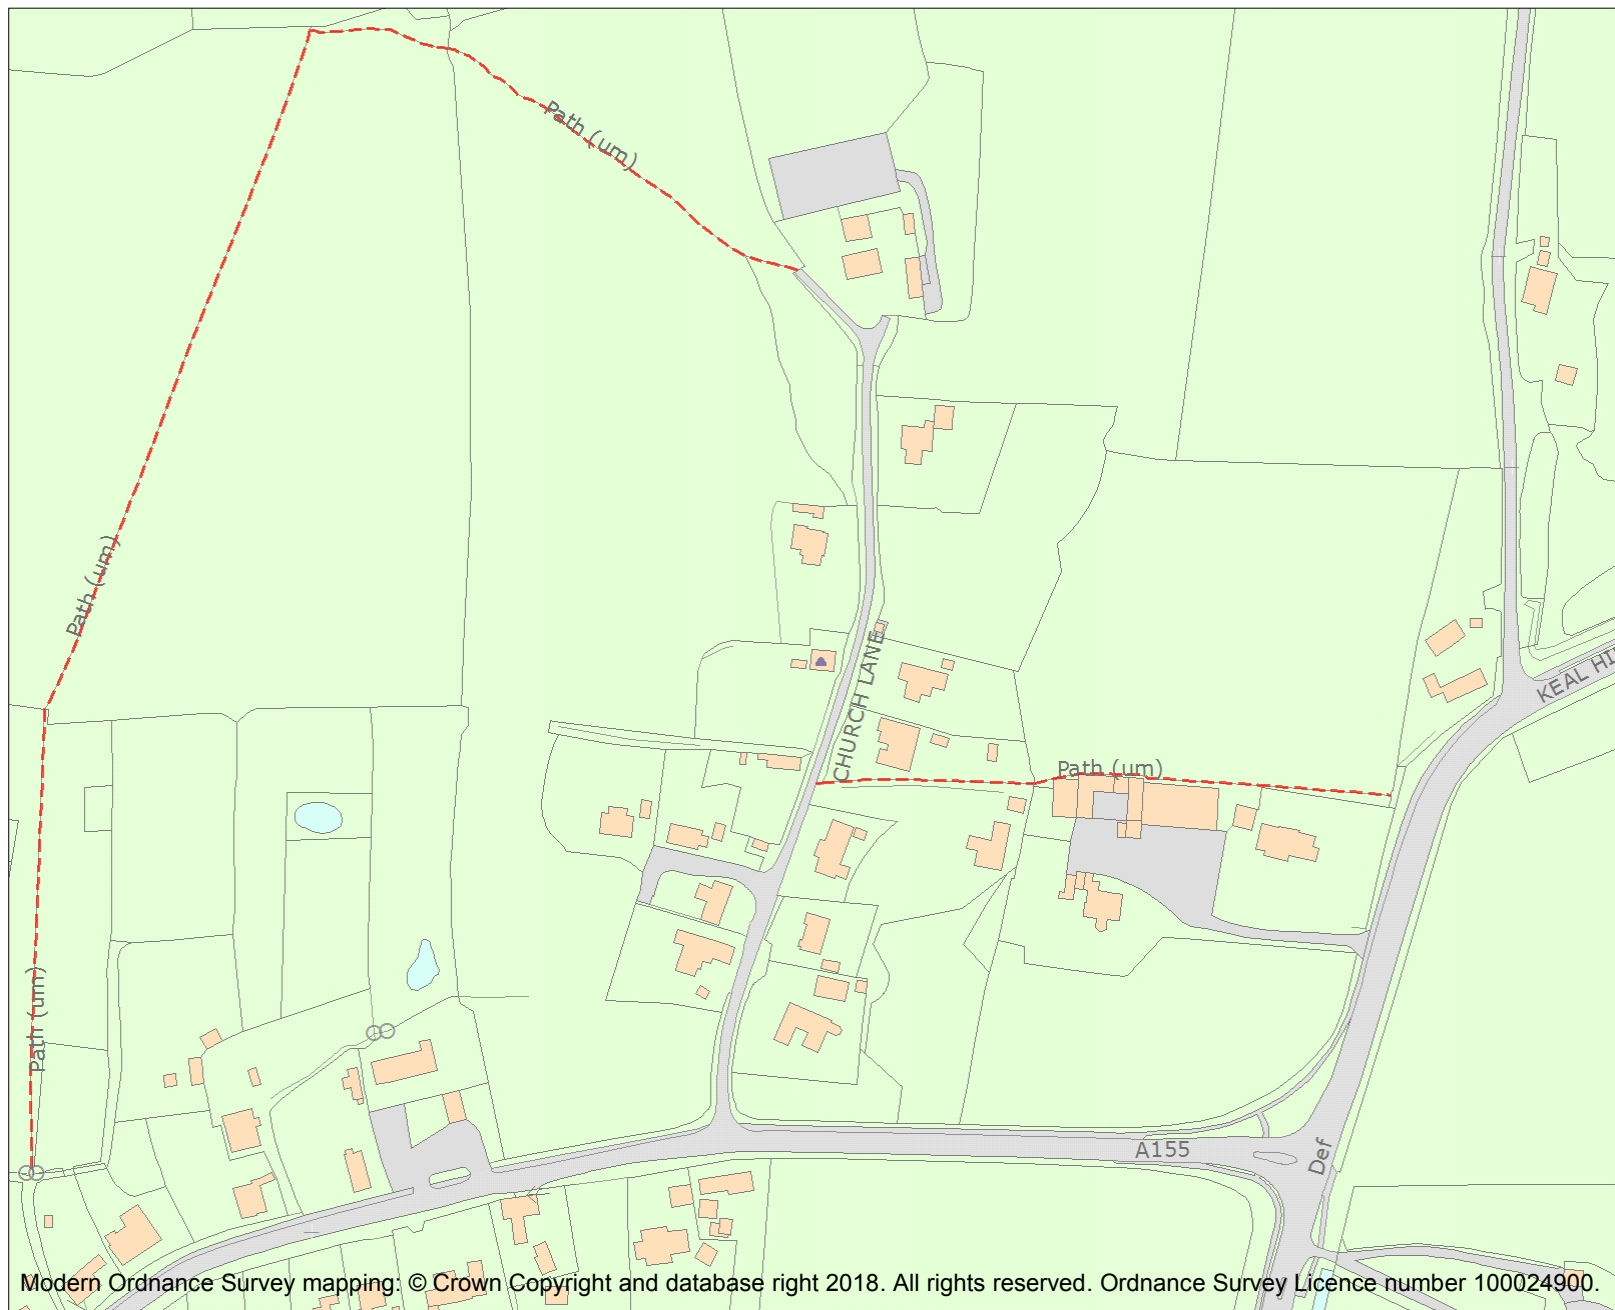 Path (um)
Path (um)
CHURCH LANE
KEAL HI
Path (um)
Path (um)
A155
Def
Modern Ordnance Survey mapping: © Crown Copyright and database right 2018. All rights reserved. Ordnance Survey Licence number 100024900.